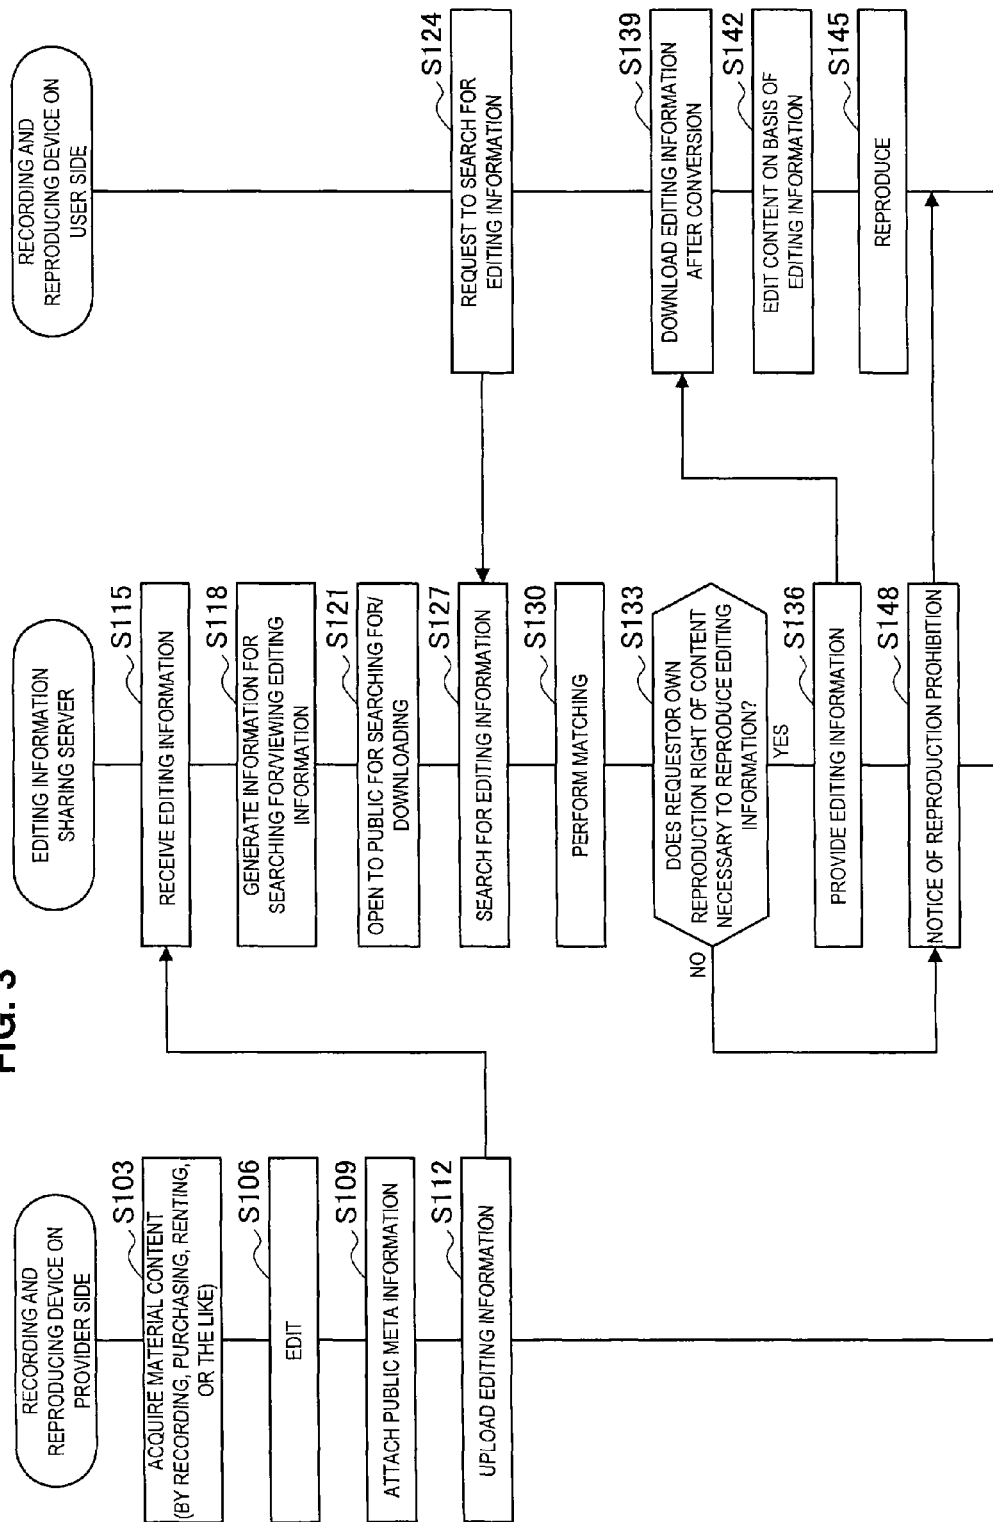 FIG. 3
RECORDING AND
REPRODUCING DEVICE ON
PROVIDER SIDE
S103
ACQUIRE MATERIAL CONTENT
(BY RECORDING, PURCHASING, RENTING,
OR THE LIKE)
S106
EDIT
S109
ATTACH PUBLIC META INFORMATION
S112
UPLOAD EDITING INFORMATION
EDITING INFORMATION
SHARING SERVER
S115
RECEIVE EDITING INFORMATION
S118
GENERATE INFORMATION FOR
SEARCHING FOR/VIEWING EDITING
INFORMATION
S121
OPEN TO PUBLIC FOR SEARCHING FOR/
DOWNLOADING
S127
SEARCH FOR EDITING INFORMATION
S130
PERFORM MATCHING
S133
DOES REQUESTOR OWN
REPRODUCTION RIGHT OF CONTENT
NECESSARY TO REPRODUCE EDITING
INFORMATION?
NO
YES
S136
PROVIDE EDITING INFORMATION
S148
NOTICE OF REPRODUCTION PROHIBITION
RECORDING AND
REPRODUCING DEVICE ON
USER SIDE
S124
REQUEST TO SEARCH FOR
EDITING INFORMATION
S139
DOWNLOAD EDITING INFORMATION
AFTER CONVERSION
S142
EDIT CONTENT ON BASIS OF
EDITING INFORMATION
S145
REPRODUCE